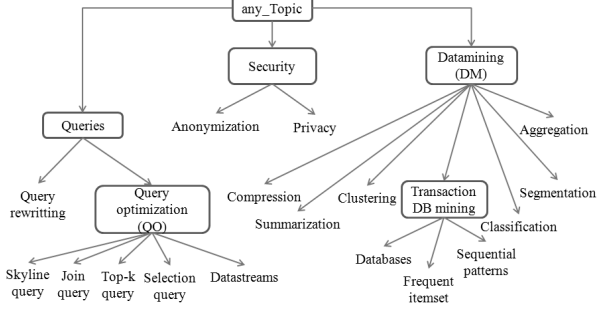 any_Topic
Security
Datamining
(DM)
Queries
Anonymization
Privacy
Aggregation
Query
rewritting
Query
optimization
(QO)
Compression
Summarization
Clustering
Transaction
DB mining
Segmentation
Classification
Skyline
query
Join
query
Top-k
query
Selection
query
Datastreams
Databases
Frequent
itemset
Sequential
patterns